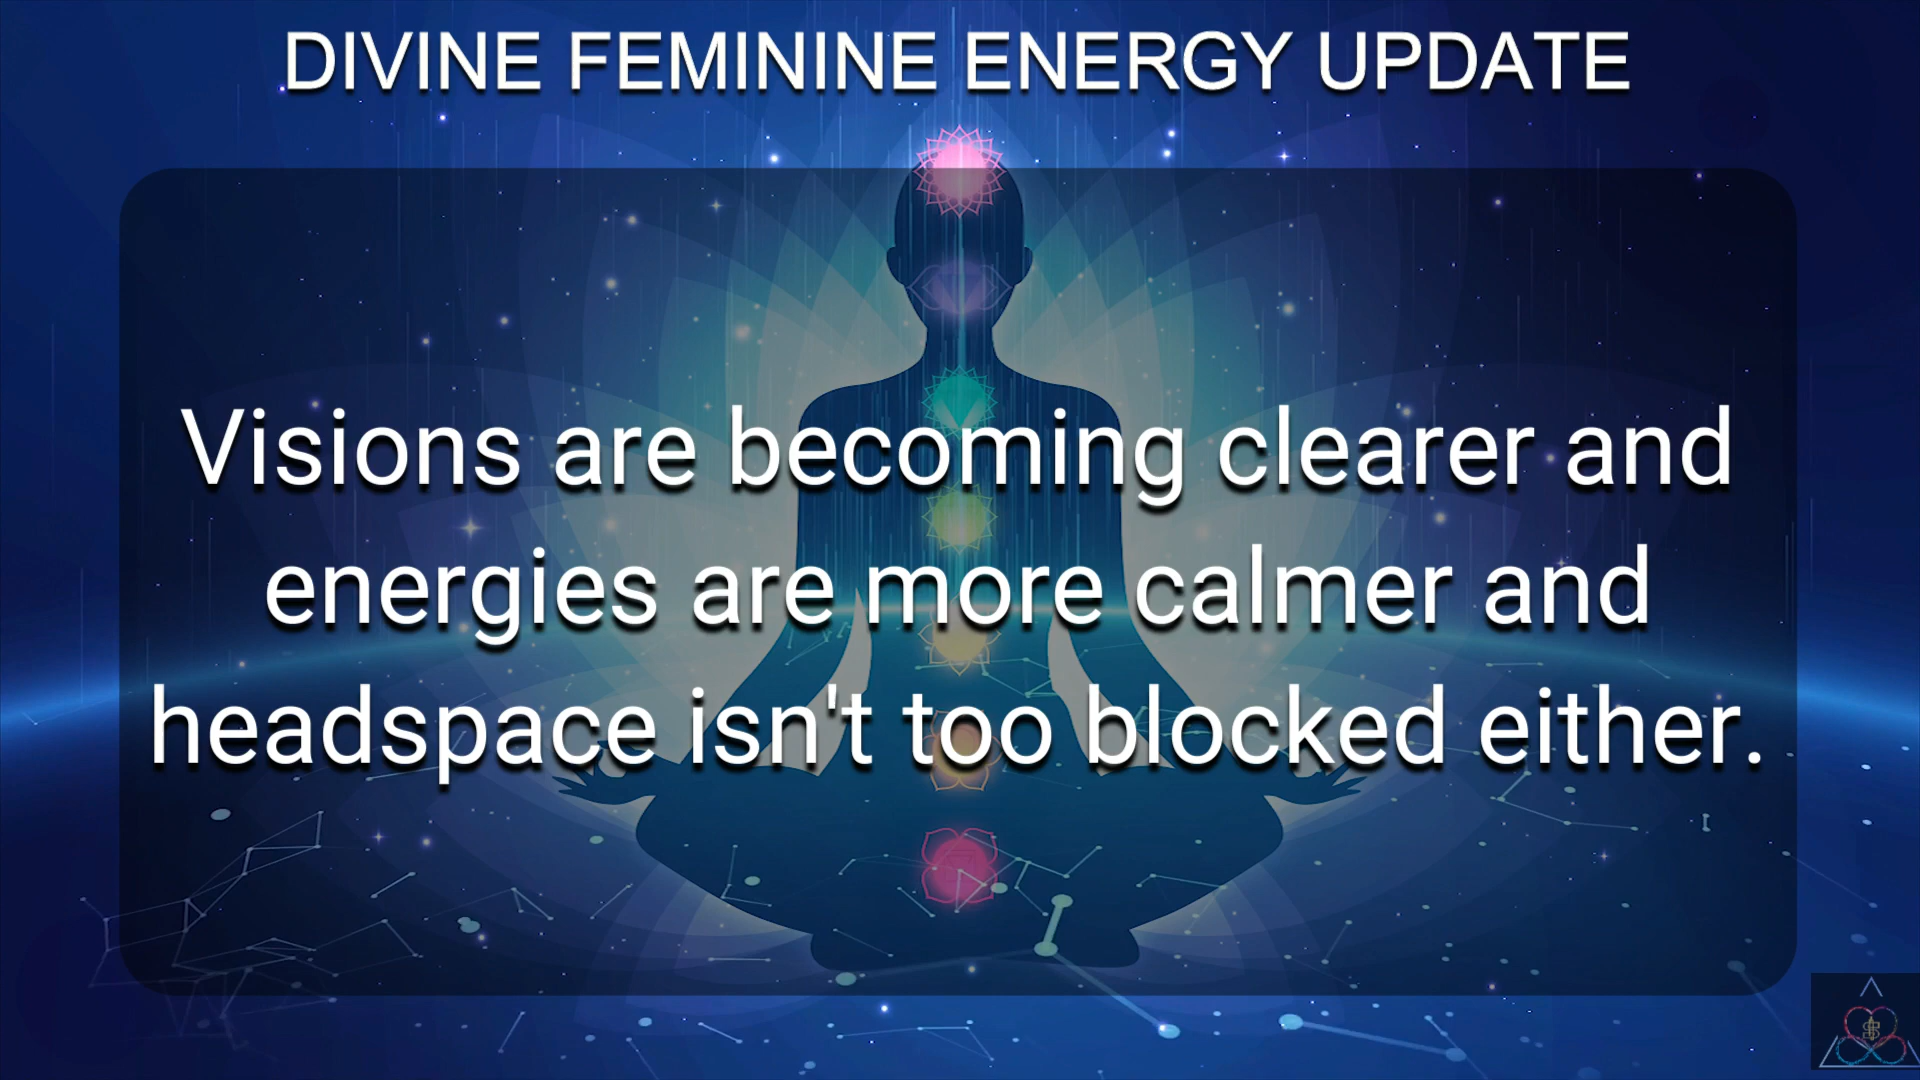 DIVINE FEMININE ENERGY UPDATE
Visions are becoming clearer and
energies are more calmer and
headspace isn't too blocked either.